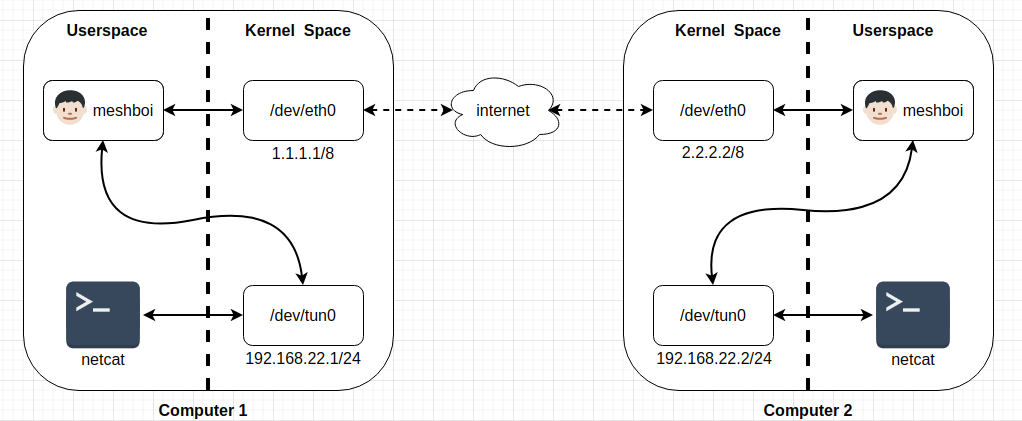 Userspace
Kernel Space
meshboi
/dev/eth0
1.1.1.1/8
>_
netcat
/dev/tun0
192.168.22.1/24
Computer 1
internet
Kernel Space
Userspace
/dev/eth0
2.2.2.2/8
meshboi
/dev/tun0
192.168.22.2/24
>_
netcat
Computer 2